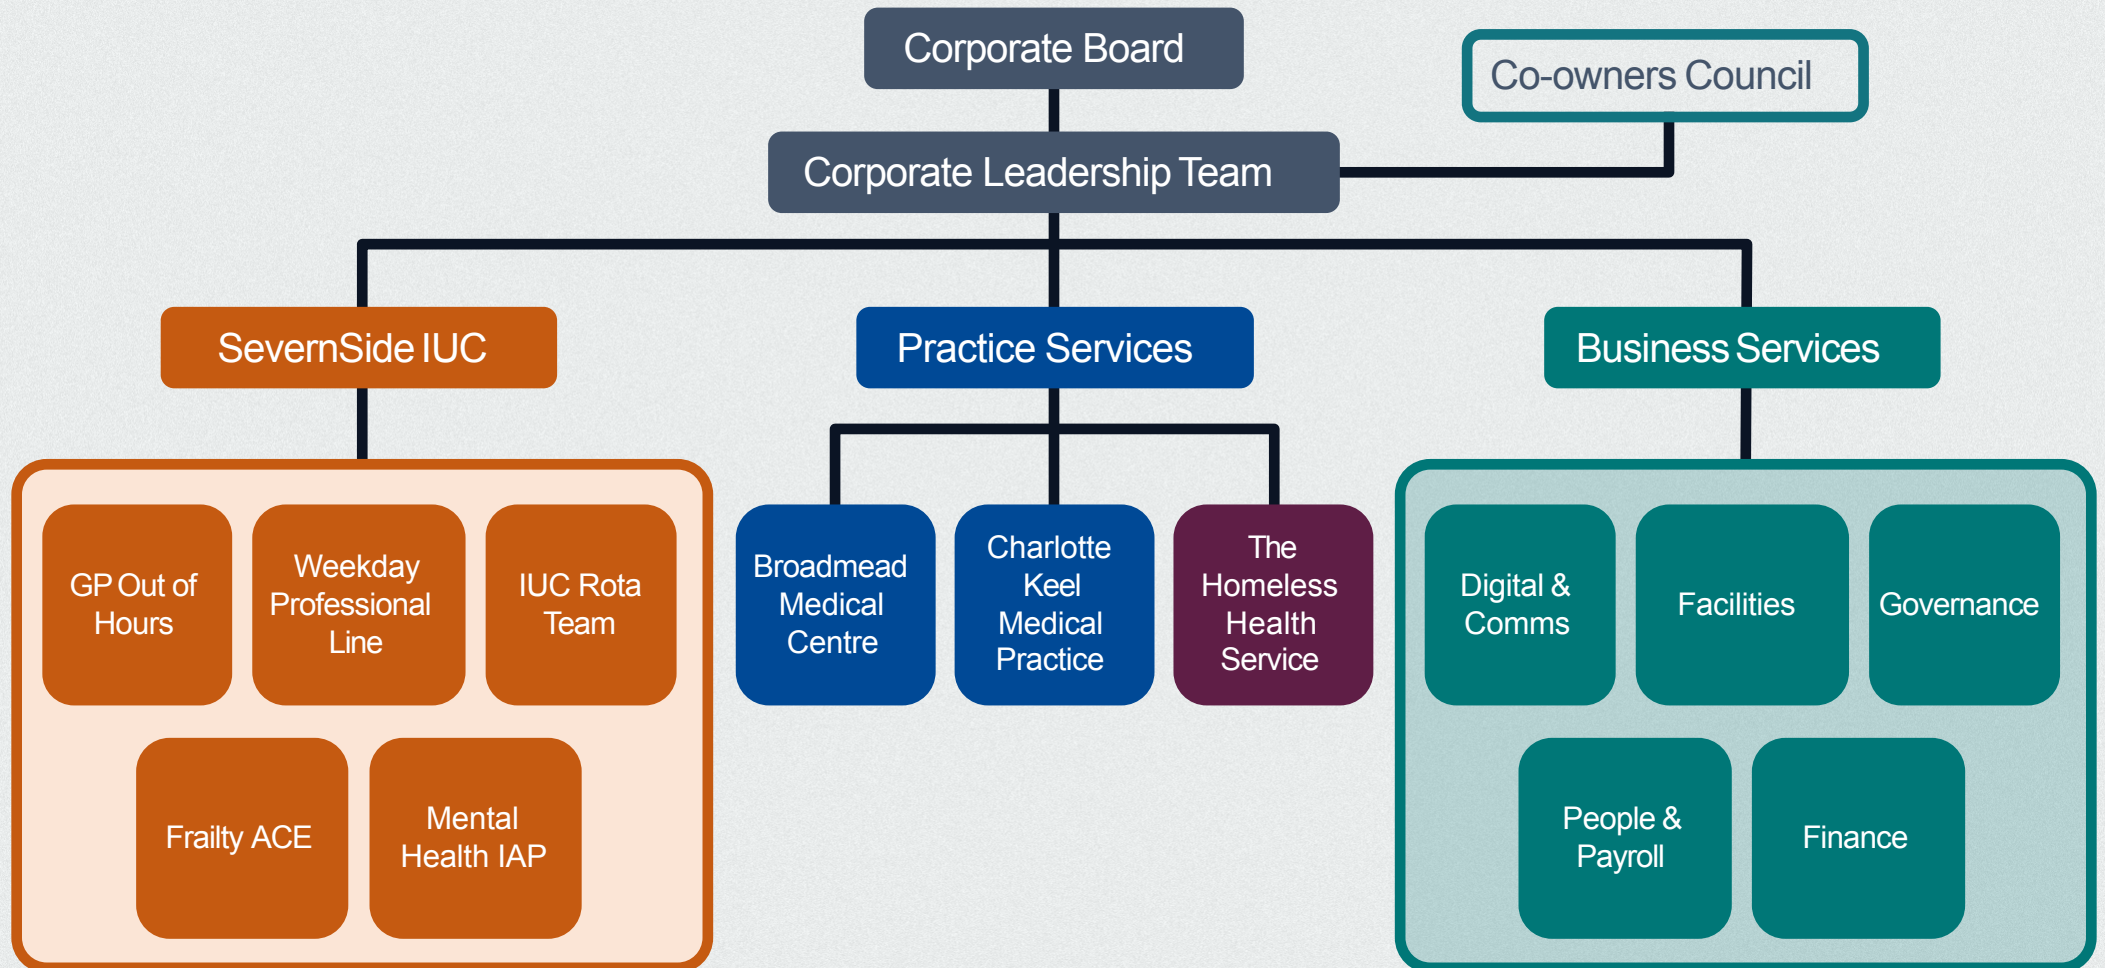 Corporate Board
Co-owners Council
Corporate Leadership Team
SevernSide IUC
Practice Services
Business Services
GP Out of
Hours
Weekday
Professional
Line
IUC Rota
Team
Frailty ACE
Mental
Health IAP
Broadmead
Medical
Centre
Charlotte
Keel
Medical
Practice
The
Homeless
Health
Service
Digital &
Comms
Facilities
Governance
People &
Payroll
Finance